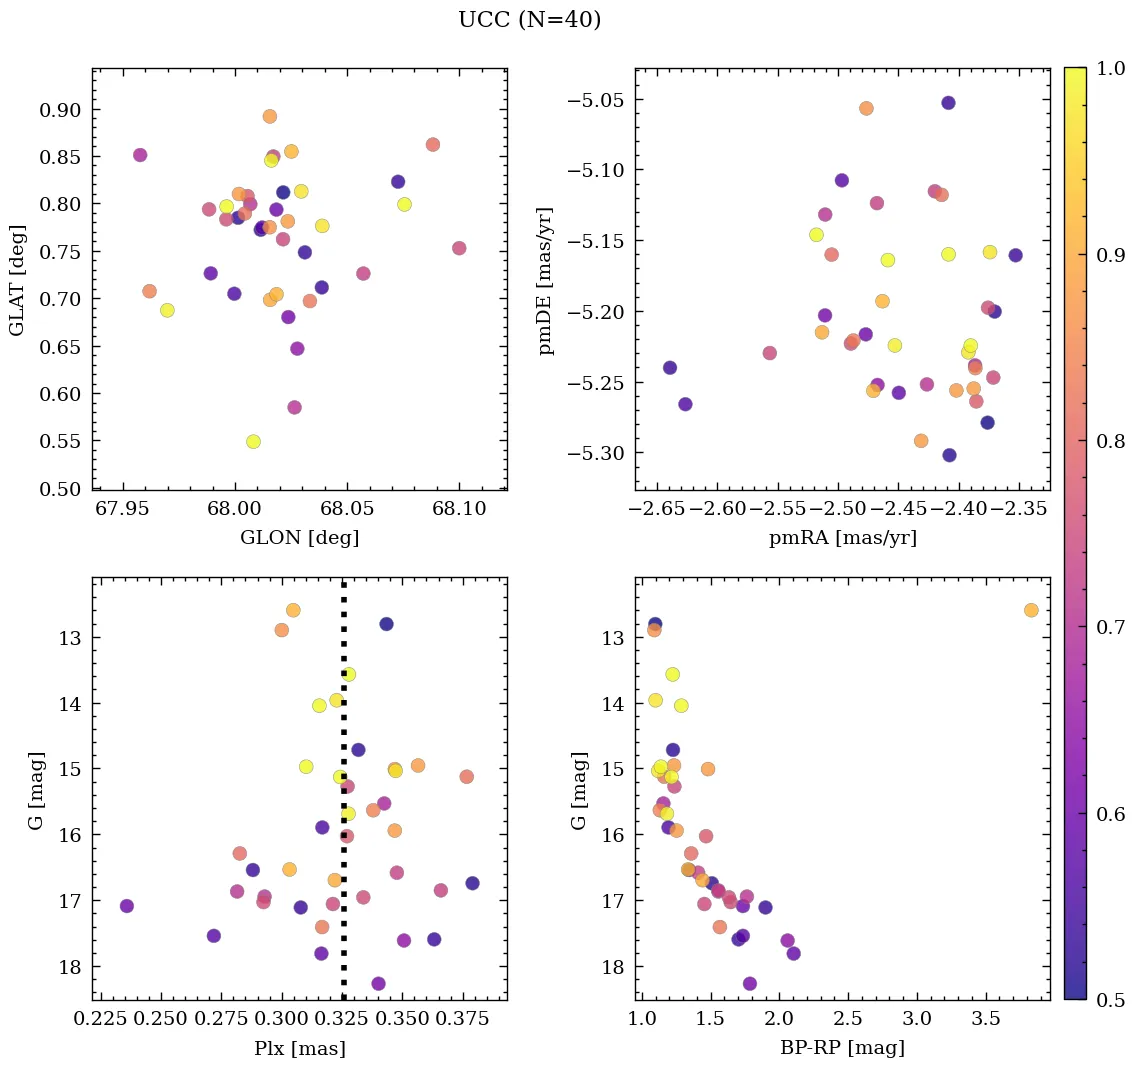 UCC (N=40)
0.90
0.85
0.80
0.75
0.70
0.65
0.60
0.55
0.50
GLAT [deg]
67.95 68.00 68.05 68.10
GLON [deg]
−5.05
−5.10
−5.15
−5.20
−5.25
−5.30
pmDE [mas/yr]
−2.65 −2.60 −2.55 −2.50 −2.45 −2.40 −2.35
pmRA [mas/yr]
13
14
15
16
17
18
G [mag]
0.225 0.250 0.275 0.300 0.325 0.350 0.375
Plx [mas]
13
14
15
16
17
18
G [mag]
1.0 1.5 2.0 2.5 3.0 3.5
BP-RP [mag]
1.0
0.9
0.8
0.7
0.6
0.5